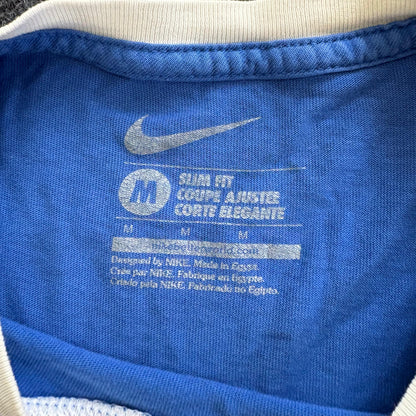 M
SLIM FIT
COUPE AJUSTÉE
CORTE ELEGANTE
M M M
Designed by NIKE. Made in Egypt.
Créé par NIKE. Fabriqué en Égypte.
Criado pela NIKE. Fabricado no Egipto.